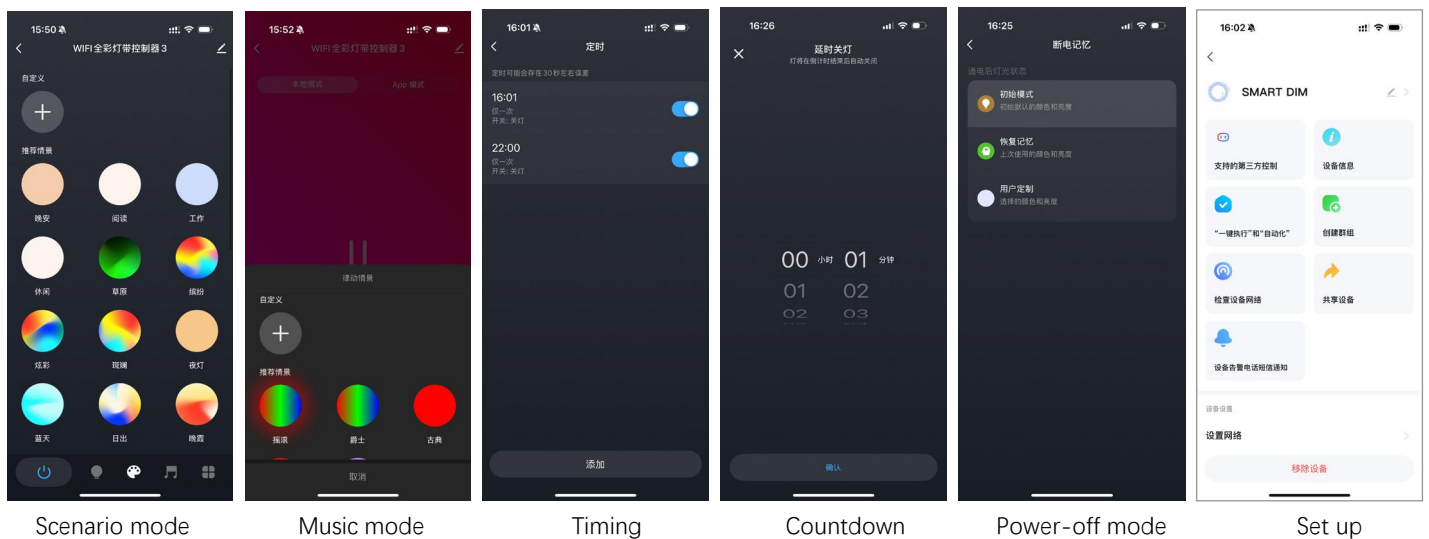 15:50
WIFI全彩灯带控制器 3
自定义
推荐情景
晚安
阅读
工作
休闲
草原
缤纷
炫彩
斑斓
夜灯
蓝天
日出
晚霞
Scenario mode
15:52
WIFI全彩灯带控制器 3
本地模式
App 模式
律动情景
自定义
推荐情景
摇滚
爵士
古典
取消
Music mode
16:01
定时
定时可能会存在30秒左右误差
16:01
仅一次
开关: 关灯
22:00
仅一次
开关: 关灯
添加
Timing
16:26
延时关灯
灯将在倒计时结束后自动关闭
00 小时 01 分钟
01 02
02 03
确认
Countdown
16:25
断电记忆
通电后灯光状态
初始模式
初始默认的颜色和亮度
恢复记忆
上次使用的颜色和亮度
用户定制
选择的颜色和亮度
Power-off mode
16:02
SMART DIM
支持的第三方控制
设备信息
“一键执行”和“自动化”
创建群组
检查设备网络
共享设备
设备告警电话短信通知
设备设置
设置网络
移除设备
Set up